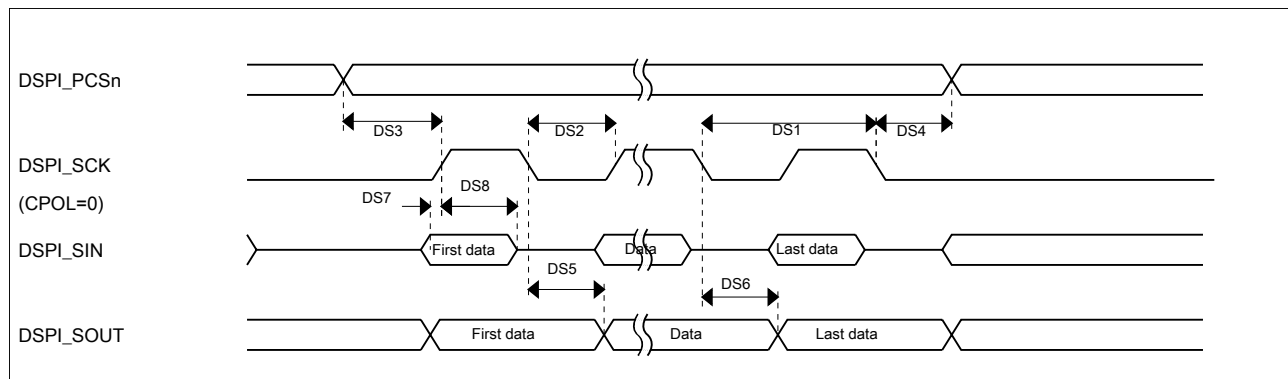 DSPI_PCSn
DS3
DS2
DS1
DS4
DSPI_SCK
(CPOL=0)
DS7
DS8
DSPI_SIN
First data
Data
Last data
DS5
DS6
DSPI_SOUT
First data
Data
Last data